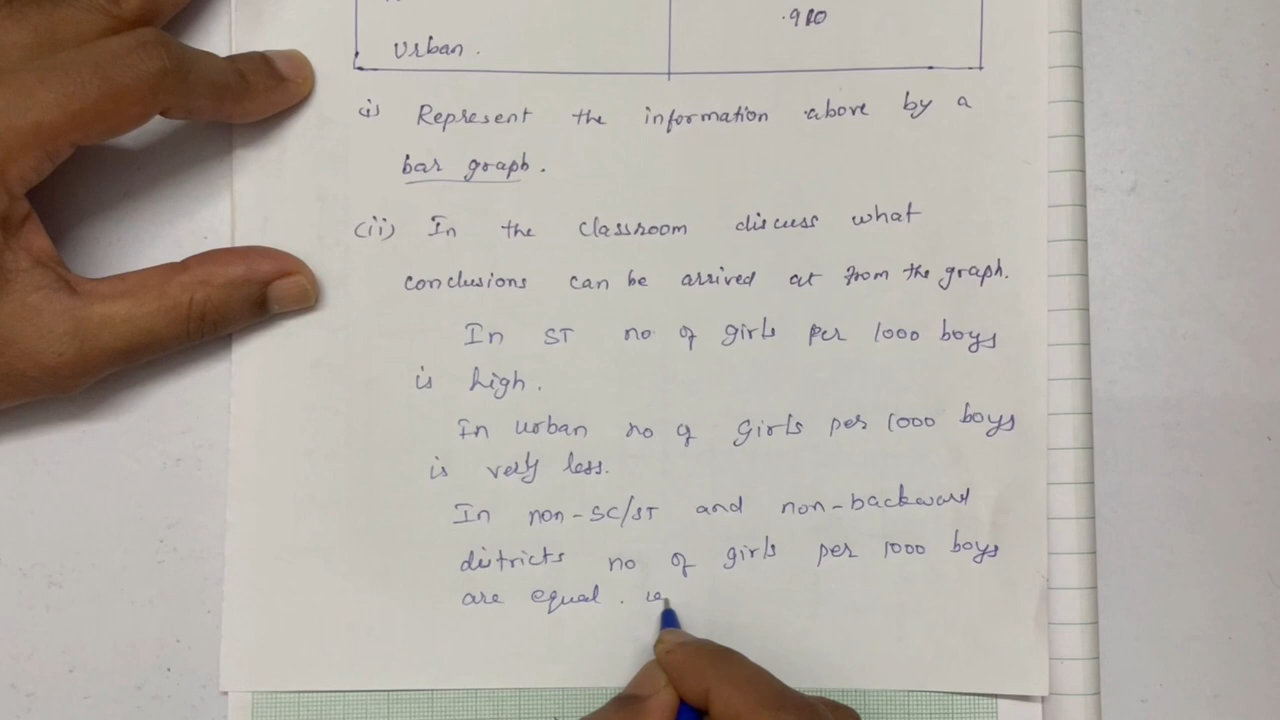 .910
Urban.
(i) Represent the information above by a
bar graph.
(ii) In the classroom discuss what
conclusions can be arrived at from the graph.
In ST no of girls per 1000 boys
is high.
In urban no of girls per 1000 boys
is very less.
In non-SC/ST and non-backward
districts no of girls per 1000 boys
are equal.